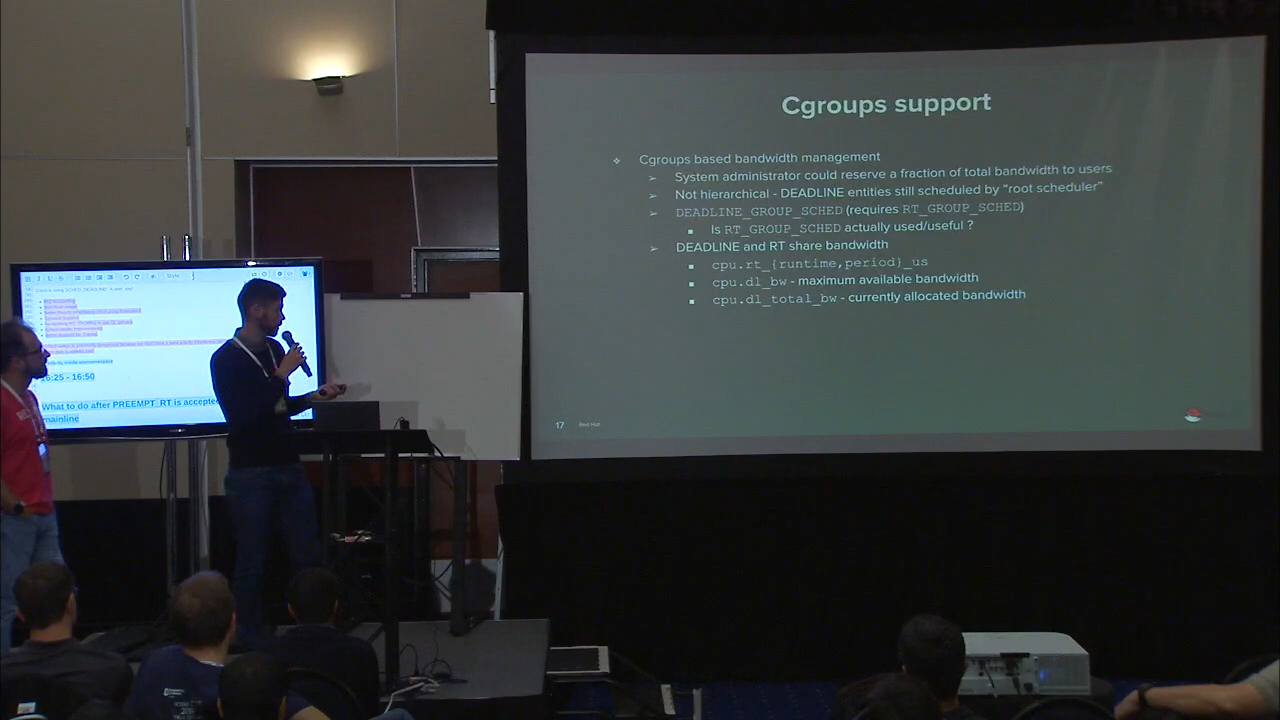 Cgroups support
❖ Cgroups based bandwidth management
➢ System administrator could reserve a fraction of total bandwidth to users
➢ Not hierarchical - DEADLINE entities still scheduled by "root scheduler"
➢ DEADLINE_GROUP_SCHED (requires RT_GROUP_SCHED)
▪ Is RT_GROUP_SCHED actually used/useful ?
➢ DEADLINE and RT share bandwidth
▪ cpu.rt_{runtime,period}_us
▪ cpu.dl_bw - maximum available bandwidth
▪ cpu.dl_total_bw - currently allocated bandwidth
17 Red Hat
Style
16:25 - 16:50
What to do after PREEMPT_RT is accepted
mainline